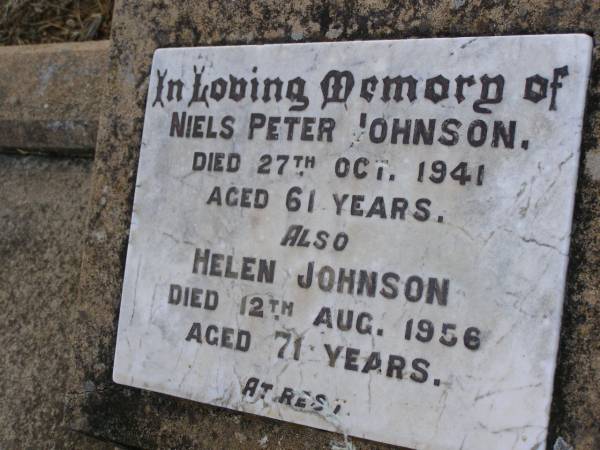 In Loving Memory of
NIELS PETER JOHNSON.
DIED 27TH OCT. 1941
AGED 61 YEARS.
ALSO
HELEN JOHNSON
DIED 12TH AUG. 1956
AGED 71 YEARS.
AT REST.